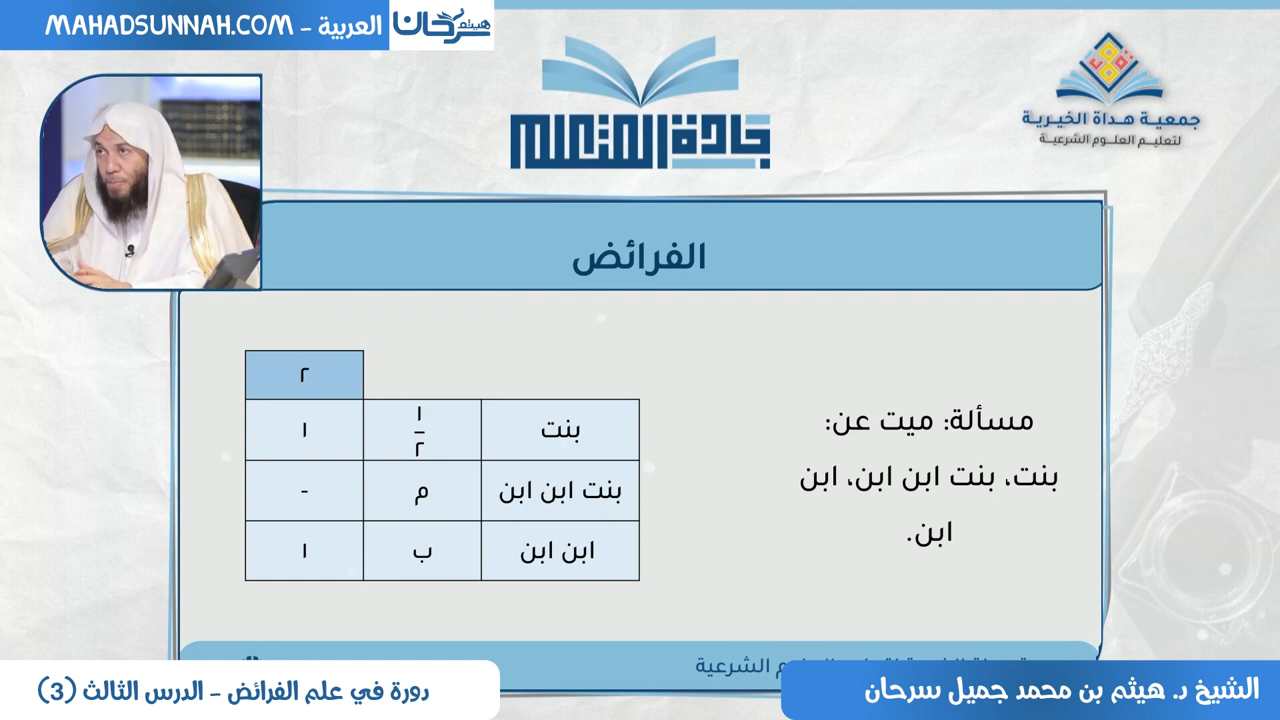 MAHADSUNNAH.COM - العربية
هيثم سرحان
جمعية هداة الخيرية
لتعليم العلوم الشرعية
جادة المتعلم
الفرائض
مسألة: ميت عن:
بنت، بنت ابن ابن، ابن
ابن.
٢
بنت ١/٢ ١
بنت ابن ابن م -
ابن ابن ب ١
الشرعية
الشيخ د. هيثم بن محمد جميل سرحان
دورة في علم الفرائض - الدرس الثالث (3)